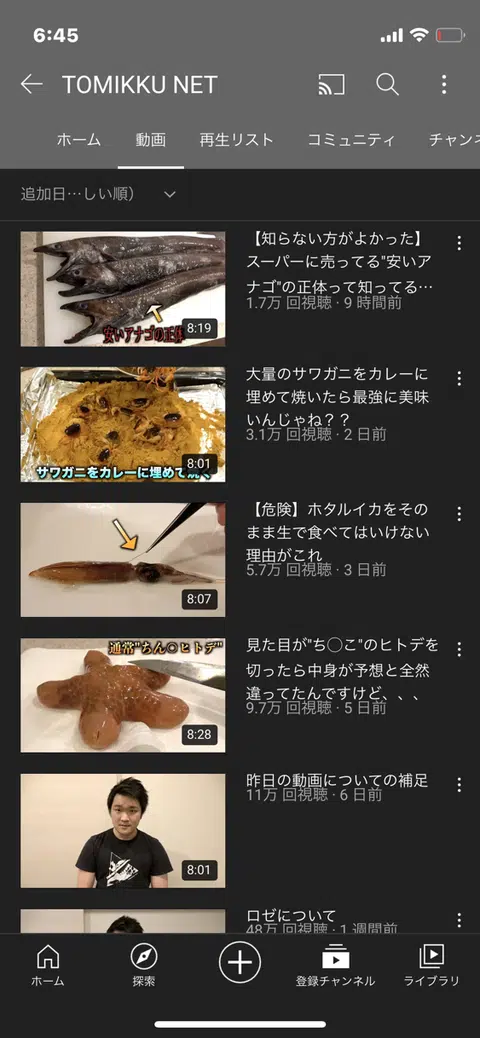 6:45
TOMIKKU NET
ホーム 動画 再生リスト コミュニティ チャンネ
追加日…しい順）
安いアナゴの正体
8:19
【知らない方がよかった】
スーパーに売ってる"安いア
ナゴ"の正体って知ってる…
1.7万 回視聴・9 時間前
サワガニをカレーに埋めて焼く
8:01
大量のサワガニをカレーに
埋めて焼いたら最強に美味
いんじゃね？？
3.1万 回視聴・2 日前
8:07
【危険】ホタルイカをその
まま生で食べてはいけない
理由がこれ
5.7万 回視聴・3 日前
通常"ちん〇ヒトデ"
8:28
見た目が"ち◯こ"のヒトデを
切ったら中身が予想と全然
違ってたんですけど、、、
9.7万 回視聴・5 日前
8:01
昨日の動画についての補足
11万 回視聴・6 日前
ロゼについて
48万 回視聴・1 週間前
ホーム 探索 登録チャンネル ライブラリ